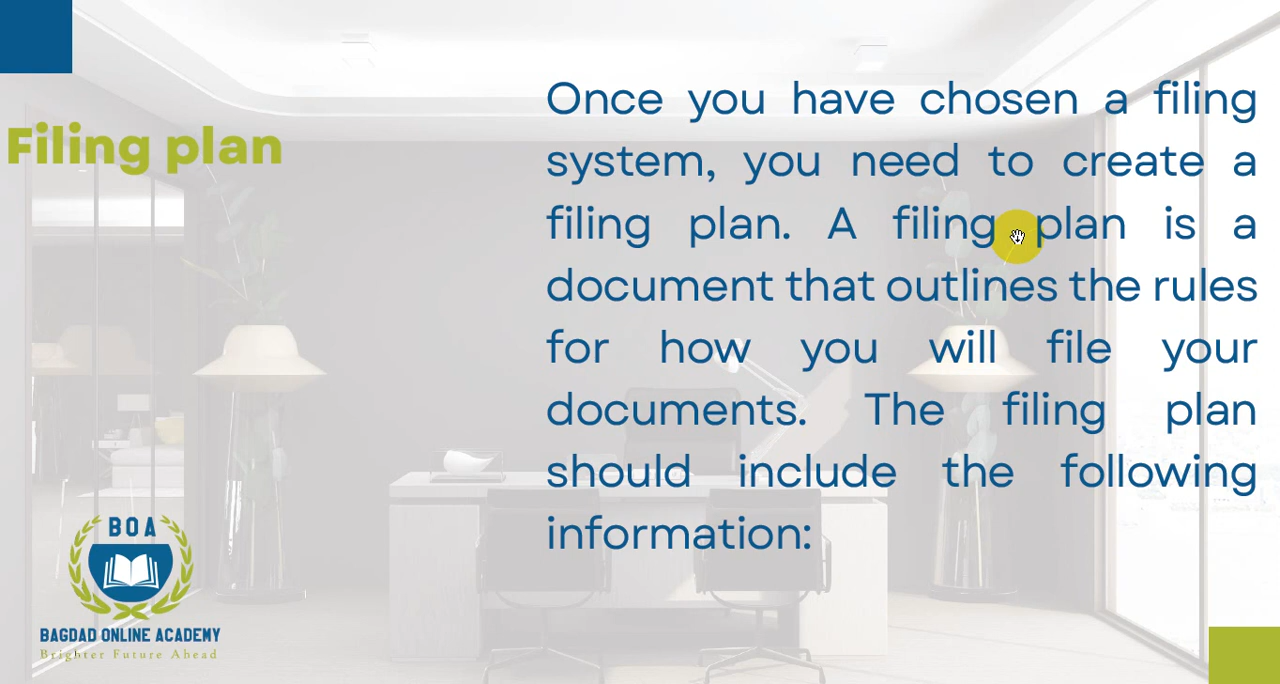 Filing plan
Once you have chosen a filing
system, you need to create a
filing plan. A filing plan is a
document that outlines the rules
for how you will file your
documents. The filing plan
should include the following
information:
BOA
BAGDAD ONLINE ACADEMY
Brighter Future Ahead